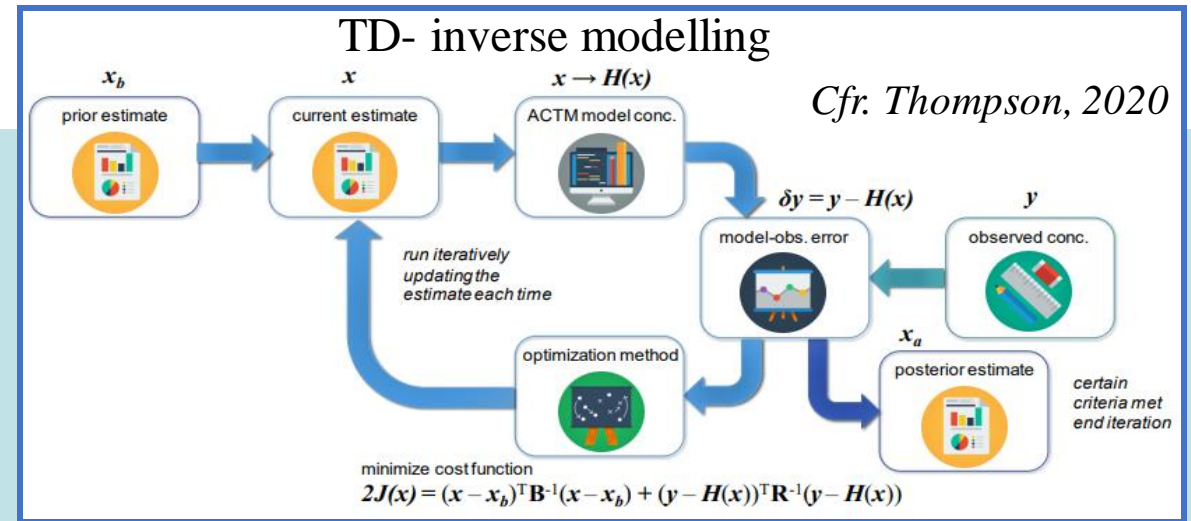 TD- inverse modelling
Cfr. Thompson, 2020
x_b
prior estimate
x
current estimate
x → H(x)
ACTM model conc.
δy = y – H(x)
model-obs. error
y
observed conc.
run iteratively
updating the
estimate each time
optimization method
x_a
posterior estimate
certain
criteria met
end iteration
minimize cost function
2J(x) = (x – x_b)ᵀB⁻¹(x – x_b) + (y – H(x))ᵀR⁻¹(y – H(x))